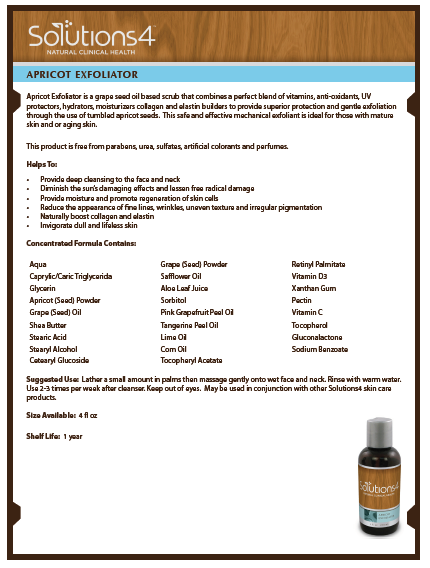 Solutions4™
NATURAL CLINICAL HEALTH
APRICOT EXFOLIATOR
Apricot Exfoliator is a grape seed oil based scrub that combines a perfect blend of vitamins, anti-oxidants, UV
protectors, hydrators, moisturizers collagen and elastin builders to provide superior protection and gentle exfoliation
through the use of tumbled apricot seeds. This safe and effective mechanical exfoliant is ideal for those with mature
skin and or aging skin.
This product is free from parabens, urea, sulfates, artificial colorants and perfumes.
Helps To:
• Provide deep cleansing to the face and neck
• Diminish the sun's damaging effects and lessen free radical damage
• Provide moisture and promote regeneration of skin cells
• Reduce the appearance of fine lines, wrinkles, uneven texture and irregular pigmentation
• Naturally boost collagen and elastin
• Invigorate dull and lifeless skin
Concentrated Formula Contains:
Aqua
Caprylic/Caric Triglycerida
Glycerin
Apricot (Seed) Powder
Grape (Seed) Oil
Shea Butter
Stearic Acid
Stearyl Alcohol
Cetearyl Glucoside
Grape (Seed) Powder
Safflower Oil
Aloe Leaf Juice
Sorbitol
Pink Grapefruit Peel Oil
Tangerine Peel Oil
Lime Oil
Corn Oil
Tocopheryl Acetate
Retinyl Palmitate
Vitamin D3
Xanthan Gum
Pectin
Vitamin C
Tocopherol
Gluconalactone
Sodium Benzoate
Suggested Use: Lather a small amount in palms then massage gently onto wet face and neck. Rinse with warm water.
Use 2-3 times per week after cleanser. Keep out of eyes. May be used in conjunction with other Solutions4 skin care
products.
Size Available: 4 fl oz
Shelf Life: 1 year
Solutions4